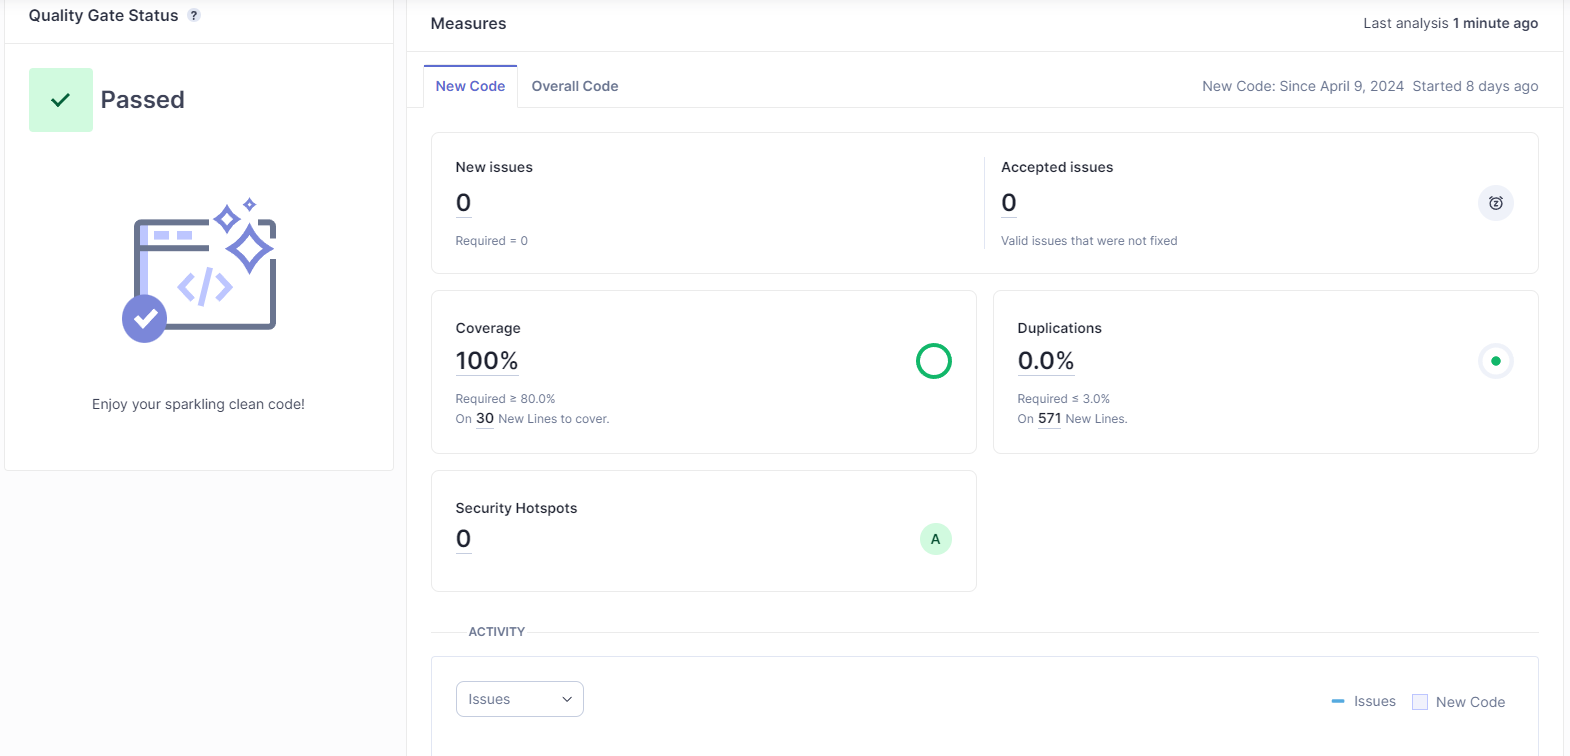 Quality Gate Status ?
Passed
</>
Enjoy your sparkling clean code!
Measures
Last analysis 1 minute ago
New Code
Overall Code
New Code: Since April 9, 2024 Started 8 days ago
New issues
0
Required = 0
Accepted issues
0
Valid issues that were not fixed
Coverage
100%
Required ≥ 80.0%
On 30 New Lines to cover.
Duplications
0.0%
Required ≤ 3.0%
On 571 New Lines.
Security Hotspots
0
A
ACTIVITY
Issues
Issues
New Code